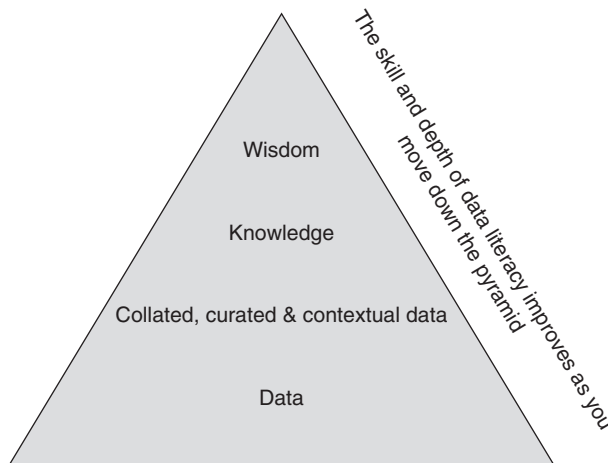 Wisdom
Knowledge
Collated, curated & contextual data
Data
The skill and depth of data literacy improves as you
move down the pyramid